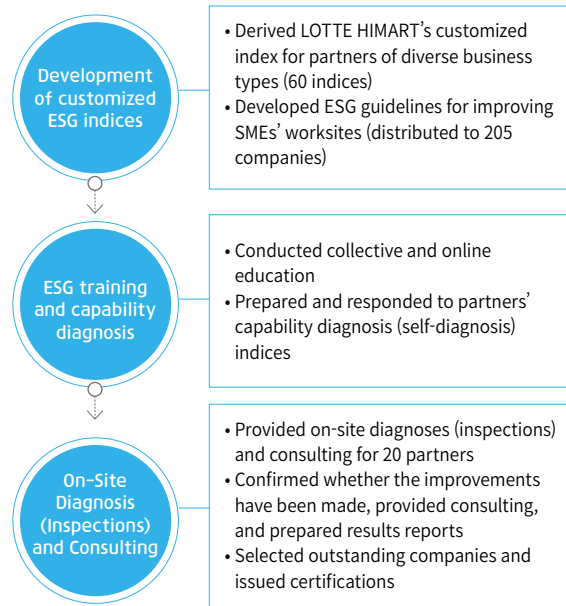 Development
of customized
ESG indices
• Derived LOTTE HIMART’s customized
index for partners of diverse business
types (60 indices)
• Developed ESG guidelines for improving
SMEs’ worksites (distributed to 205
companies)
ESG training
and capability
diagnosis
• Conducted collective and online
education
• Prepared and responded to partners’
capability diagnosis (self-diagnosis)
indices
On-Site
Diagnosis
(Inspections)
and Consulting
• Provided on-site diagnoses (inspections)
and consulting for 20 partners
• Confirmed whether the improvements
have been made, provided consulting,
and prepared results reports
• Selected outstanding companies and
issued certifications